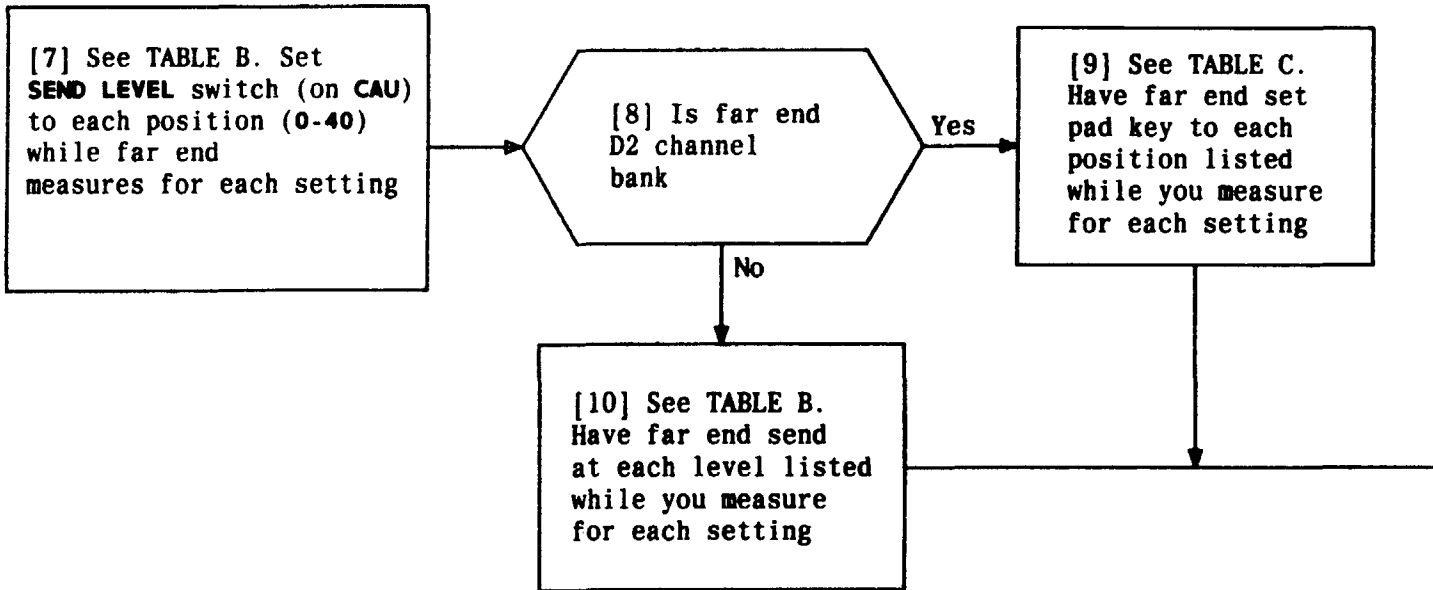 [7] See TABLE B. Set
SEND LEVEL switch (on CAU)
to each position (0-40)
while far end
measures for each setting
[8] Is far end
D2 channel
bank
Yes
[9] See TABLE C.
Have far end set
pad key to each
position listed
while you measure
for each setting
No
[10] See TABLE B.
Have far end send
at each level listed
while you measure
for each setting